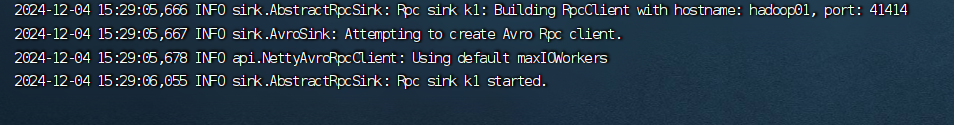 2024-12-04 15:29:05,666 INFO sink.AbstractRpcSink: Rpc sink k1: Building RpcClient with hostname: hadoop01, port: 41414
2024-12-04 15:29:05,667 INFO sink.AvroSink: Attempting to create Avro Rpc client.
2024-12-04 15:29:05,678 INFO api.NettyAvroRpcClient: Using default maxIOWorkers
2024-12-04 15:29:06,055 INFO sink.AbstractRpcSink: Rpc sink k1 started.